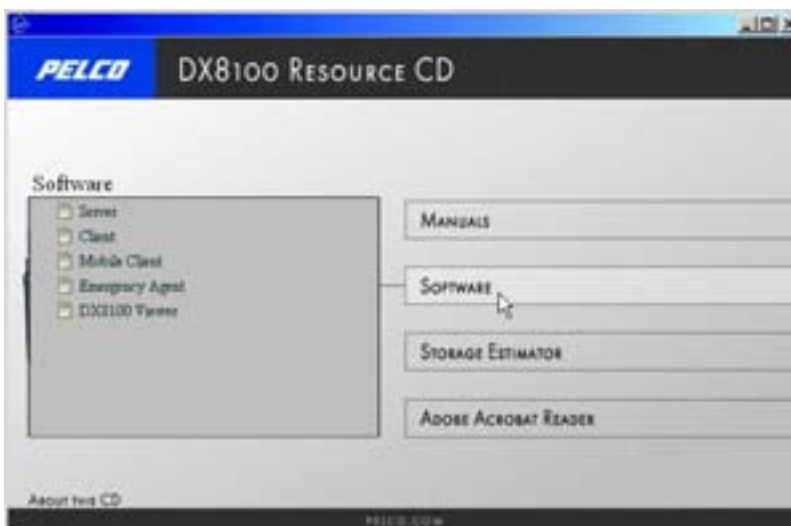 PELCO DX8100 RESOURCE CD
Software
Server
Client
Mobile Client
Emergency Agent
DX8100 Viewer
MANUALS
SOFTWARE
STORAGE ESTIMATOR
ADOBE ACROBAT READER
ABOUT THIS CD
PELCO.COM